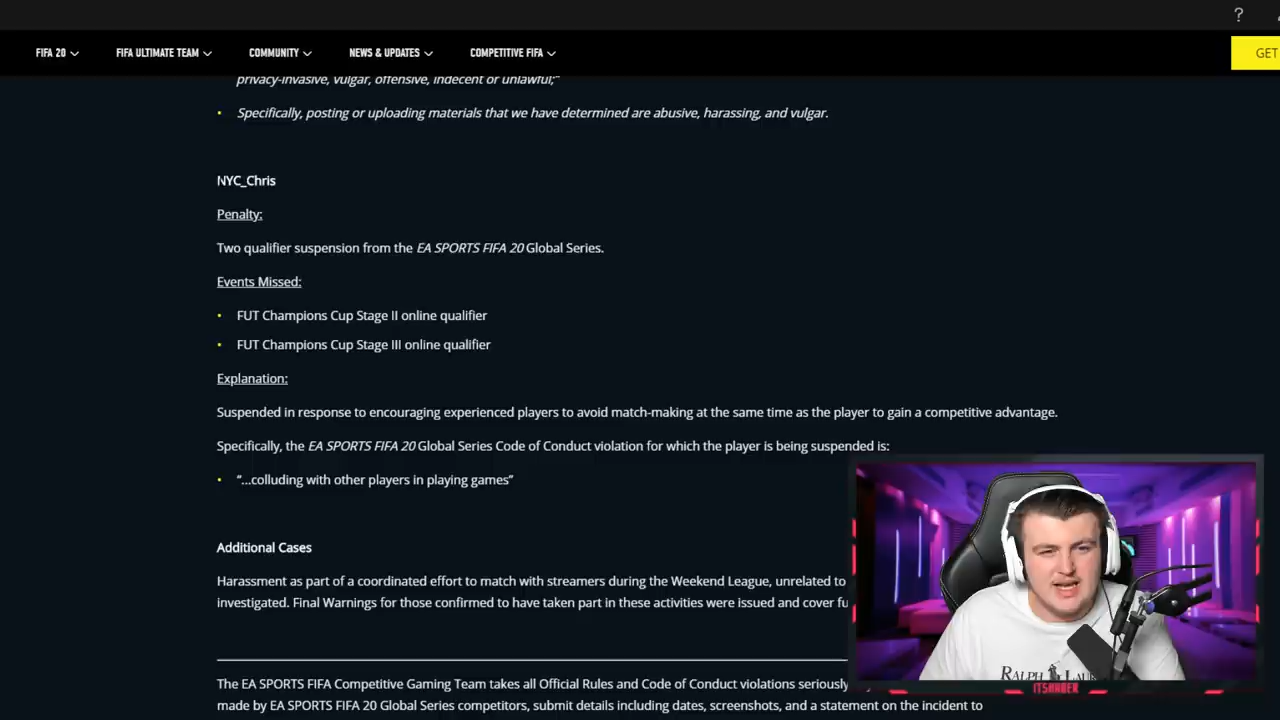 ?
FIFA 20 FIFA ULTIMATE TEAM COMMUNITY NEWS & UPDATES COMPETITIVE FIFA GET
privacy-invasive, vulgar, offensive, indecent or unlawful;"
• Specifically, posting or uploading materials that we have determined are abusive, harassing, and vulgar.
NYC_Chris
Penalty:
Two qualifier suspension from the EA SPORTS FIFA 20 Global Series.
Events Missed:
• FUT Champions Cup Stage II online qualifier
• FUT Champions Cup Stage III online qualifier
Explanation:
Suspended in response to encouraging experienced players to avoid match-making at the same time as the player to gain a competitive advantage.
Specifically, the EA SPORTS FIFA 20 Global Series Code of Conduct violation for which the player is being suspended is:
• "...colluding with other players in playing games"
Additional Cases
Harassment as part of a coordinated effort to match with streamers during the Weekend League, unrelated to
investigated. Final Warnings for those confirmed to have taken part in these activities were issued and cover fu
RALPH LAU
ITSHABER
The EA SPORTS FIFA Competitive Gaming Team takes all Official Rules and Code of Conduct violations seriously
made by EA SPORTS FIFA 20 Global Series competitors, submit details including dates, screenshots, and a statement on the incident to